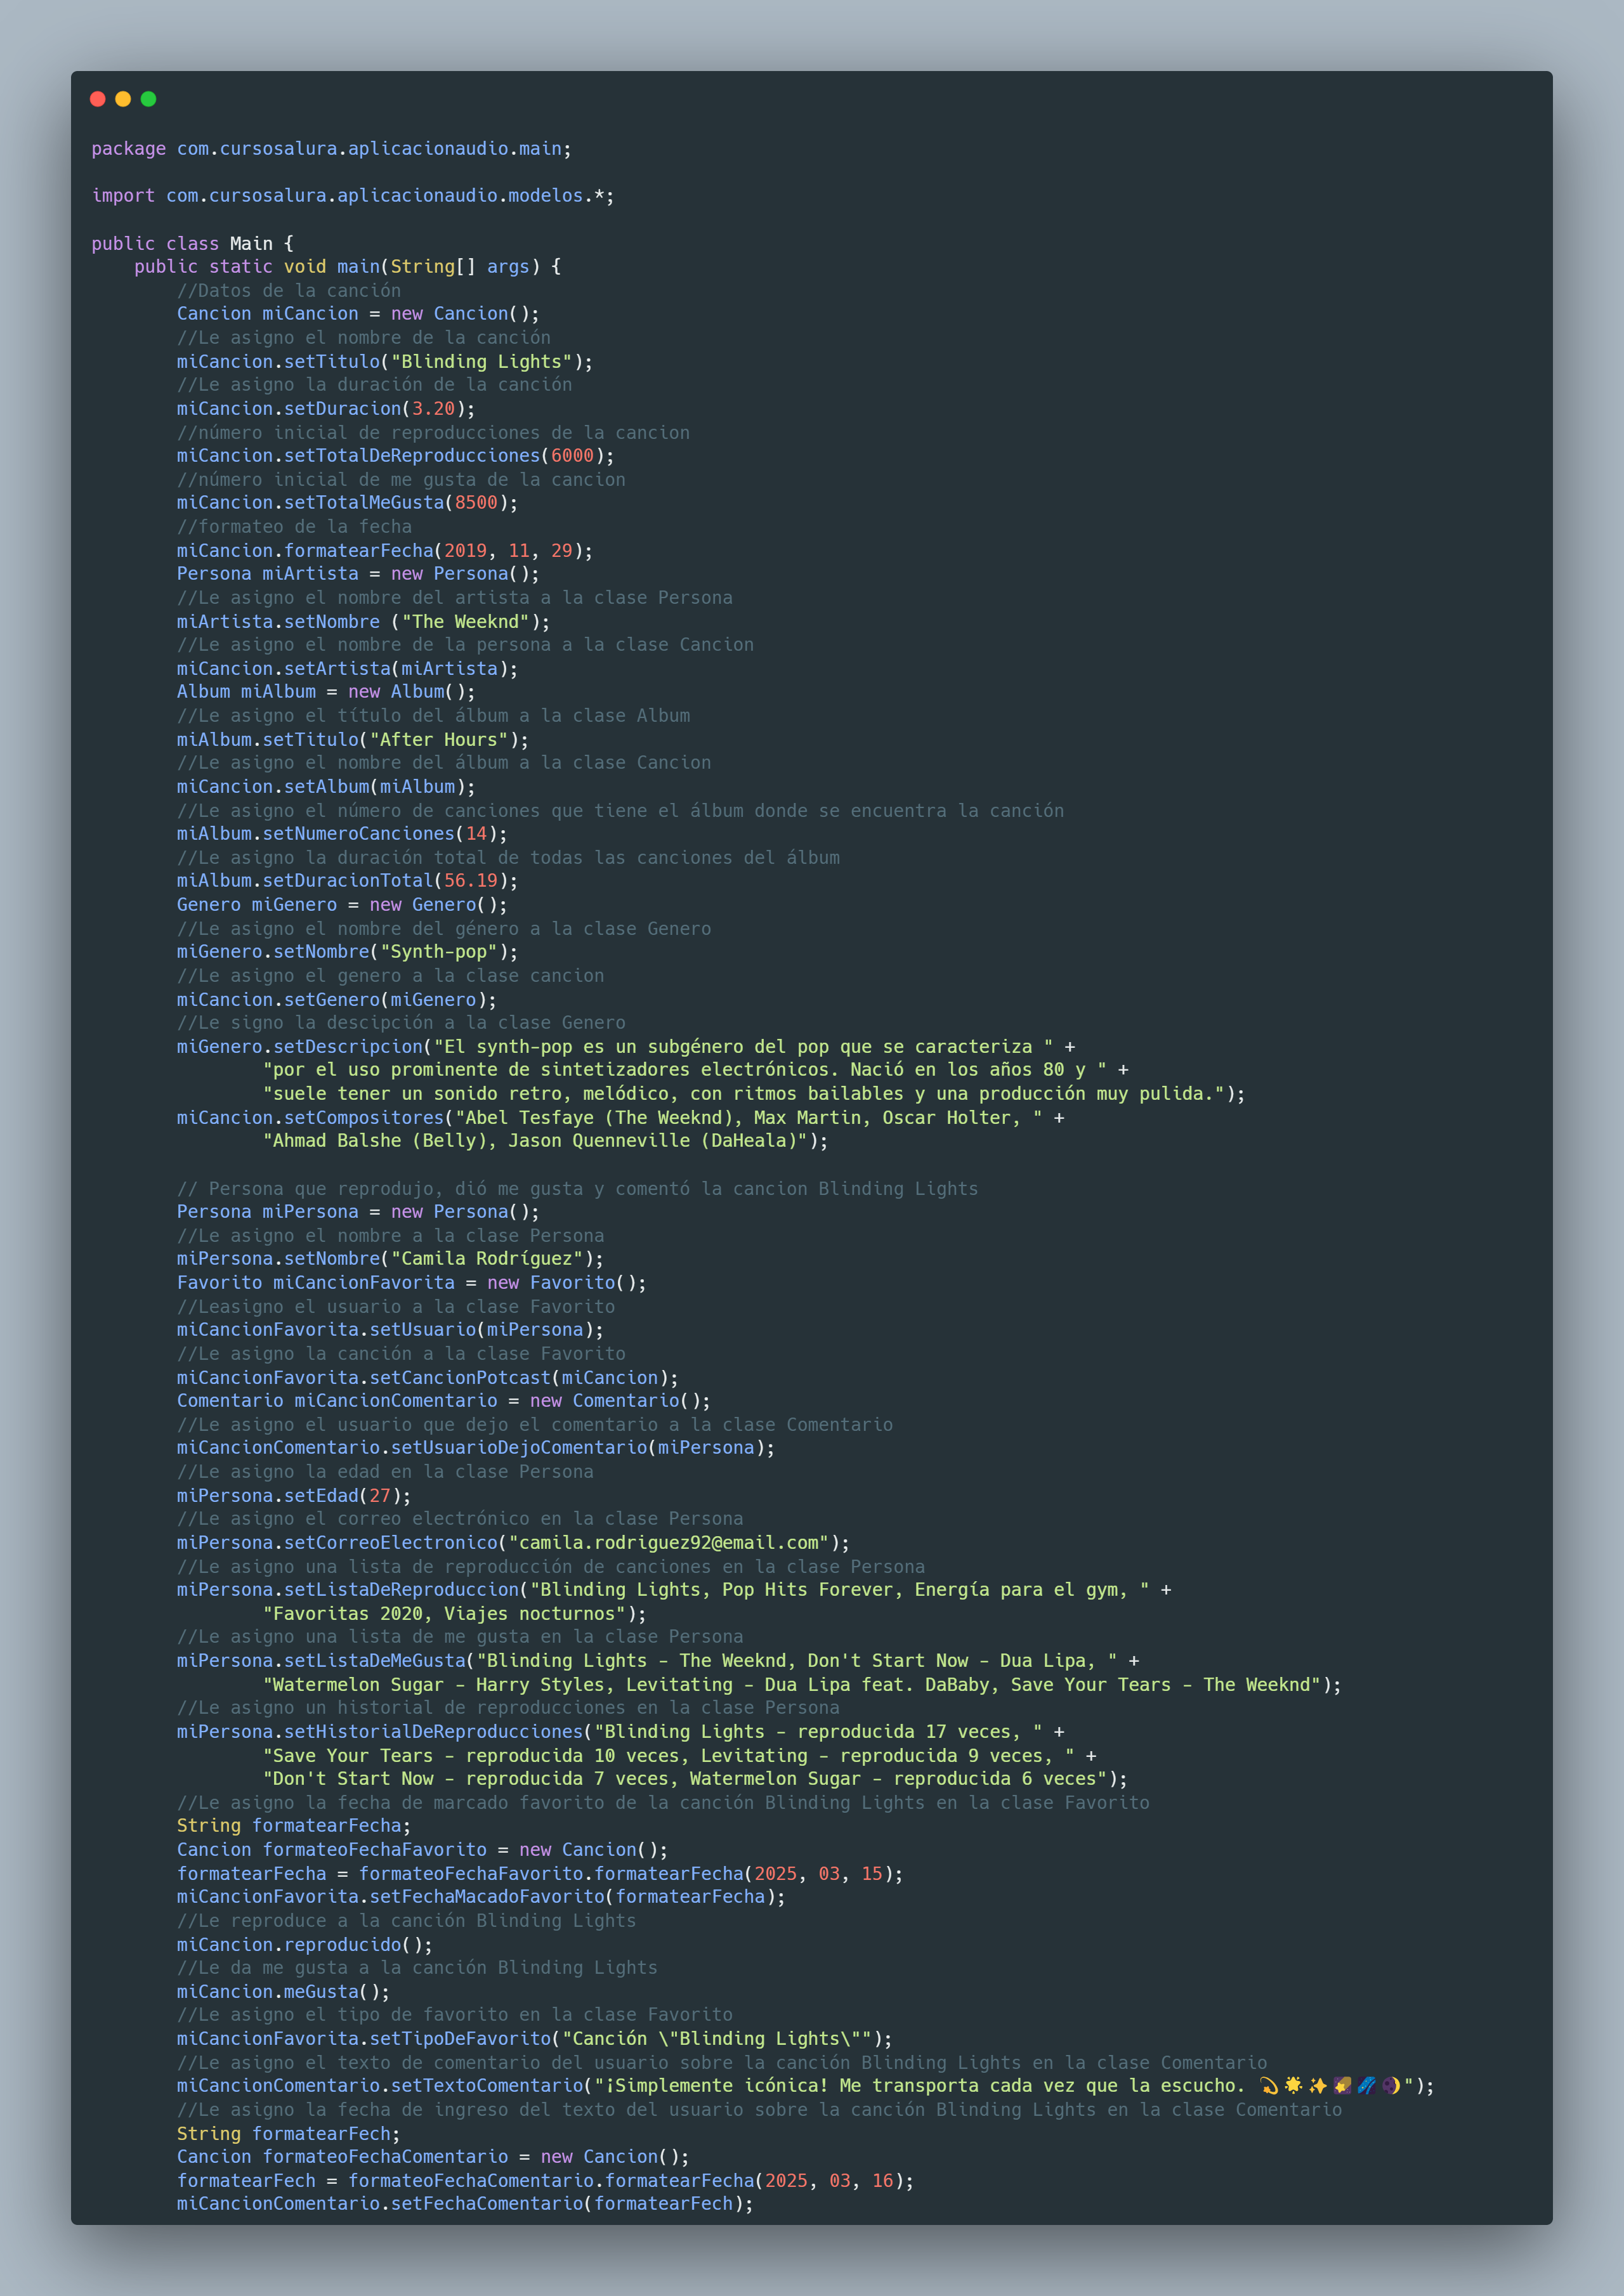 package com.cursosalura.aplicacionaudio.main;

import com.cursosalura.aplicacionaudio.modelos.*;

public class Main {
    public static void main(String[] args) {
        //Datos de la canción
        Cancion miCancion = new Cancion();
        //Le asigno el nombre de la canción
        miCancion.setTitulo("Blinding Lights");
        //Le asigno la duración de la canción
        miCancion.setDuracion(3.20);
        //número inicial de reproducciones de la cancion
        miCancion.setTotalDeReproducciones(6000);
        //número inicial de me gusta de la cancion
        miCancion.setTotalMeGusta(8500);
        //formateo de la fecha
        miCancion.formatearFecha(2019, 11, 29);
        Persona miArtista = new Persona();
        //Le asigno el nombre del artista a la clase Persona
        miArtista.setNombre ("The Weeknd");
        //Le asigno el nombre de la persona a la clase Cancion
        miCancion.setArtista(miArtista);
        Album miAlbum = new Album();
        //Le asigno el título del álbum a la clase Album
        miAlbum.setTitulo("After Hours");
        //Le asigno el nombre del álbum a la clase Cancion
        miCancion.setAlbum(miAlbum);
        //Le asigno el número de canciones que tiene el álbum donde se encuentra la canción
        miAlbum.setNumeroCanciones(14);
        //Le asigno la duración total de todas las canciones del álbum
        miAlbum.setDuracionTotal(56.19);
        Genero miGenero = new Genero();
        //Le asigno el nombre del género a la clase Genero
        miGenero.setNombre("Synth-pop");
        //Le asigno el genero a la clase cancion
        miCancion.setGenero(miGenero);
        //Le signo la descipción a la clase Genero
        miGenero.setDescripcion("El synth-pop es un subgénero del pop que se caracteriza " +
                "por el uso prominente de sintetizadores electrónicos. Nació en los años 80 y " +
                "suele tener un sonido retro, melódico, con ritmos bailables y una producción muy pulida.");
        miCancion.setCompositores("Abel Tesfaye (The Weeknd), Max Martin, Oscar Holter, " +
                "Ahmad Balshe (Belly), Jason Quenneville (DaHeala)");

        // Persona que reprodujo, dió me gusta y comentó la cancion Blinding Lights
        Persona miPersona = new Persona();
        //Le asigno el nombre a la clase Persona
        miPersona.setNombre("Camila Rodríguez");
        Favorito miCancionFavorita = new Favorito();
        //Leasigno el usuario a la clase Favorito
        miCancionFavorita.setUsuario(miPersona);
        //Le asigno la canción a la clase Favorito
        miCancionFavorita.setCancionPotcast(miCancion);
        Comentario miCancionComentario = new Comentario();
        //Le asigno el usuario que dejo el comentario a la clase Comentario
        miCancionComentario.setUsuarioDejoComentario(miPersona);
        //Le asigno la edad en la clase Persona
        miPersona.setEdad(27);
        //Le asigno el correo electrónico en la clase Persona
        miPersona.setCorreoElectronico("camila.rodriguez92@email.com");
        //Le asigno una lista de reproducción de canciones en la clase Persona
        miPersona.setListaDeReproduccion("Blinding Lights, Pop Hits Forever, Energía para el gym, " +
                "Favoritas 2020, Viajes nocturnos");
        //Le asigno una lista de me gusta en la clase Persona
        miPersona.setListaDeMeGusta("Blinding Lights - The Weeknd, Don't Start Now - Dua Lipa, " +
                "Watermelon Sugar - Harry Styles, Levitating - Dua Lipa feat. DaBaby, Save Your Tears - The Weeknd");
        //Le asigno un historial de reproducciones en la clase Persona
        miPersona.setHistorialDeReproducciones("Blinding Lights - reproducida 17 veces, " +
                "Save Your Tears - reproducida 10 veces, Levitating - reproducida 9 veces, " +
                "Don't Start Now - reproducida 7 veces, Watermelon Sugar - reproducida 6 veces");
        //Le asigno la fecha de marcado favorito de la canción Blinding Lights en la clase Favorito
        String formatearFecha;
        Cancion formateoFechaFavorito = new Cancion();
        formatearFecha = formateoFechaFavorito.formatearFecha(2025, 03, 15);
        miCancionFavorita.setFechaMacadoFavorito(formatearFecha);
        //Le reproduce a la canción Blinding Lights
        miCancion.reproducido();
        //Le da me gusta a la canción Blinding Lights
        miCancion.meGusta();
        //Le asigno el tipo de favorito en la clase Favorito
        miCancionFavorita.setTipoDeFavorito("Canción \"Blinding Lights\"");
        //Le asigno el texto de comentario del usuario sobre la canción Blinding Lights en la clase Comentario
        miCancionComentario.setTextoComentario("¡Simplemente icónica! Me transporta cada vez que la escucho. 💫🌟✨🌠🌌🌒");
        //Le asigno la fecha de ingreso del texto del usuario sobre la canción Blinding Lights en la clase Comentario
        String formatearFech;
        Cancion formateoFechaComentario = new Cancion();
        formatearFech = formateoFechaComentario.formatearFecha(2025, 03, 16);
        miCancionComentario.setFechaComentario(formatearFech);